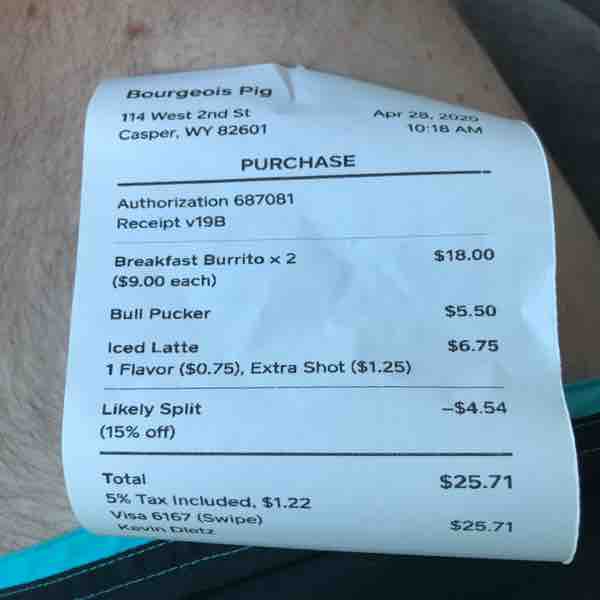 Bourgeois Pig
114 West 2nd St
Casper, WY 82601
Apr 28, 2025
10:18 AM
PURCHASE
Authorization 687081
Receipt v19B
Breakfast Burrito x 2 $18.00
($9.00 each)
Bull Pucker $5.50
Iced Latte $6.75
1 Flavor ($0.75), Extra Shot ($1.25)
Likely Split –$4.54
(15% off)
Total $25.71
5% Tax Included, $1.22
Visa 6167 (Swipe) $25.71
Kevin Dietz